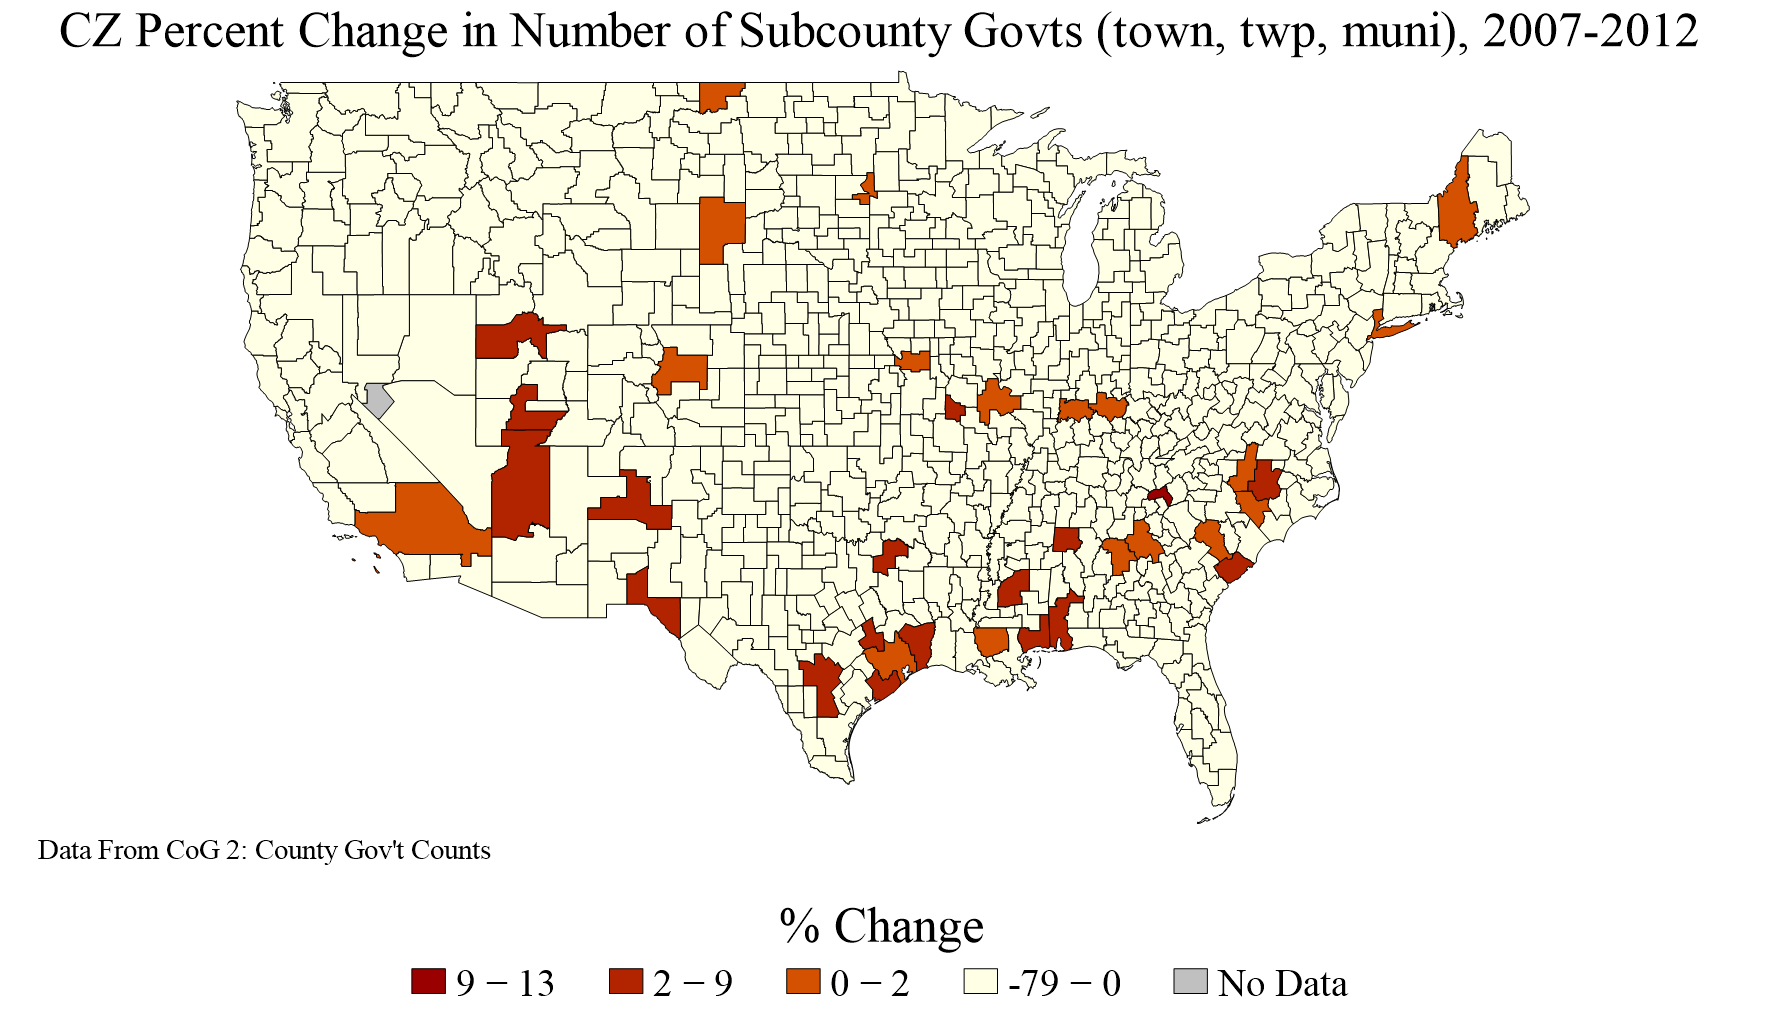 CZ Percent Change in Number of Subcounty Govts (town, twp, muni), 2007-2012
Data From CoG 2: County Gov't Counts
% Change
9 − 13 2 − 9 0 − 2 -79 − 0 No Data